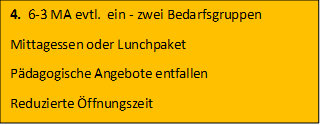 4. 6-3 MA evtl. ein - zwei Bedarfsgruppen
Mittagessen oder Lunchpaket
Pädagogische Angebote entfallen
Reduzierte Öffnungszeit